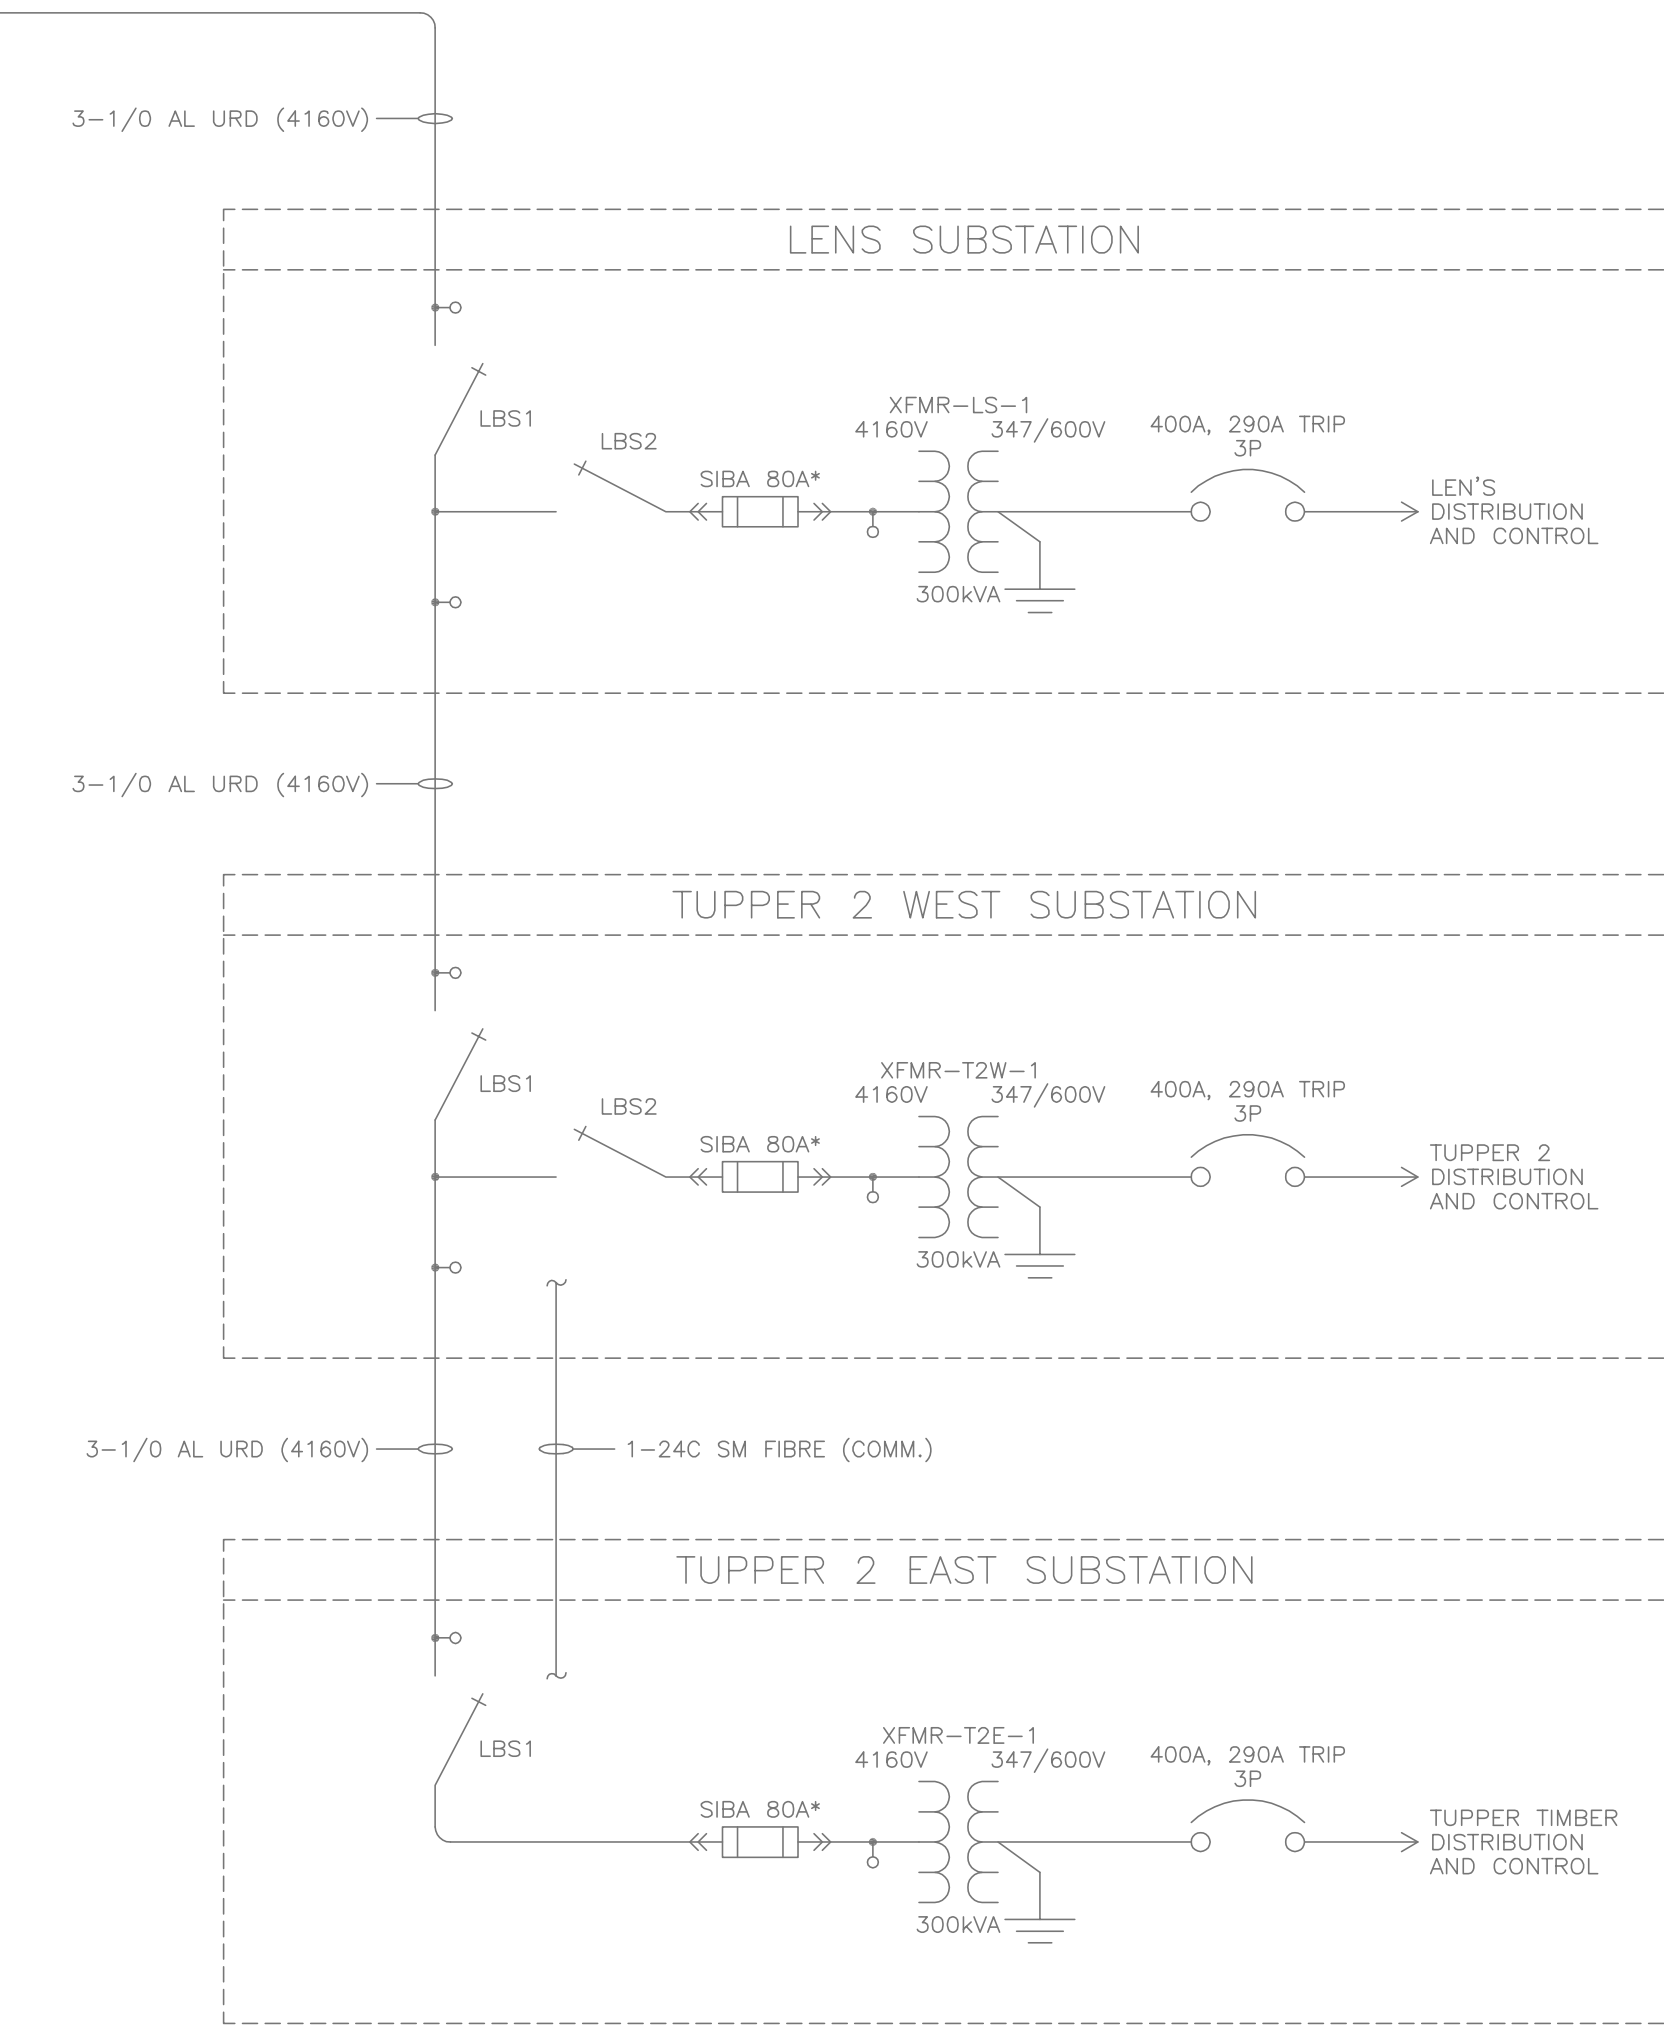 3-1/0 AL URD (4160V)
LENS SUBSTATION
LBS1
LBS2
SIBA 80A*
XFMR-LS-1
4160V
347/600V
300kVA
400A, 290A TRIP
3P
LEN'S
DISTRIBUTION
AND CONTROL
3-1/0 AL URD (4160V)
TUPPER 2 WEST SUBSTATION
LBS1
LBS2
SIBA 80A*
XFMR-T2W-1
4160V
347/600V
300kVA
400A, 290A TRIP
3P
TUPPER 2
DISTRIBUTION
AND CONTROL
3-1/0 AL URD (4160V)
1-24C SM FIBRE (COMM.)
TUPPER 2 EAST SUBSTATION
LBS1
SIBA 80A*
XFMR-T2E-1
4160V
347/600V
300kVA
400A, 290A TRIP
3P
TUPPER TIMBER
DISTRIBUTION
AND CONTROL